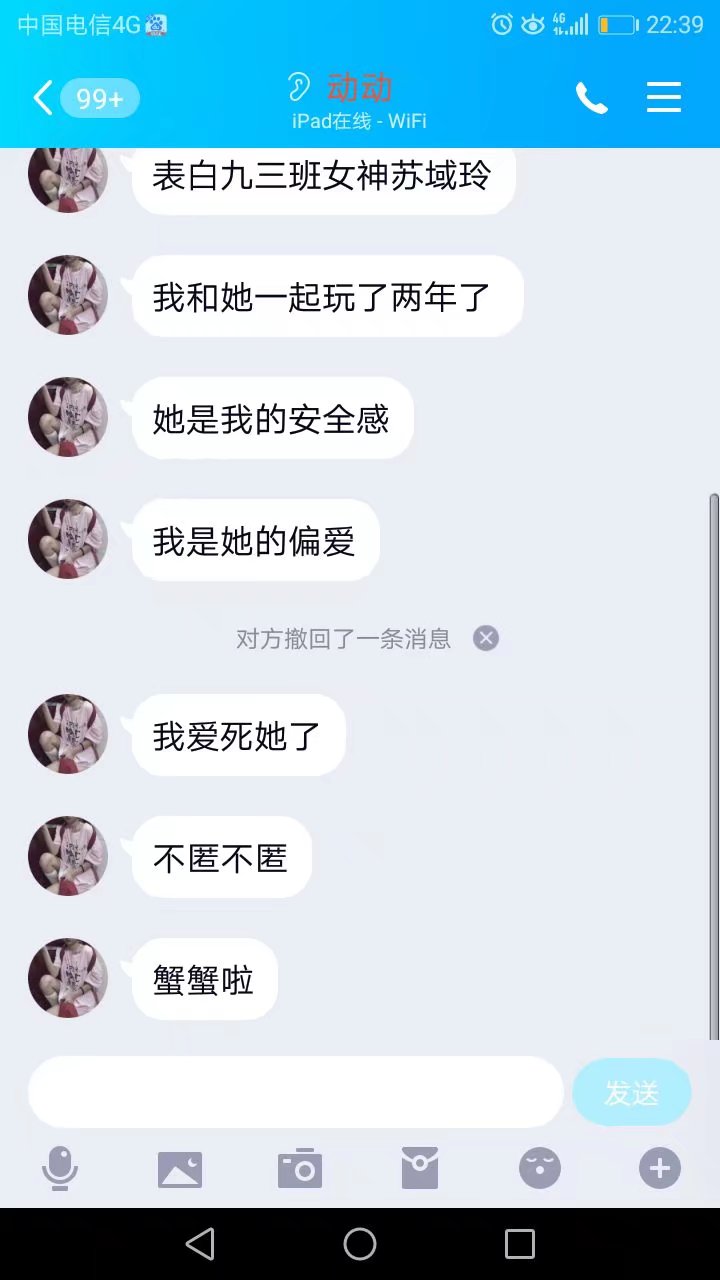 中国电信4G
4G
22:39
99+
动动
iPad在线 - WiFi
表白九三班女神苏域玲
我和她一起玩了两年了
她是我的安全感
我是她的偏爱
对方撤回了一条消息
我爱死她了
不匿不匿
蟹蟹啦
发送